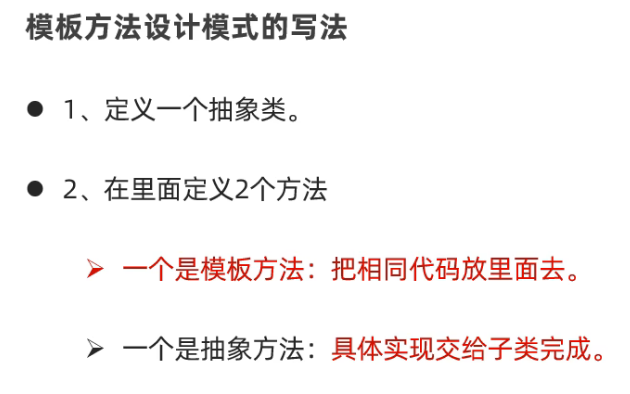 模板方法设计模式的写法
● 1、定义一个抽象类。
● 2、在里面定义2个方法
➢ 一个是模板方法：把相同代码放里面去。
➢ 一个是抽象方法：具体实现交给子类完成。